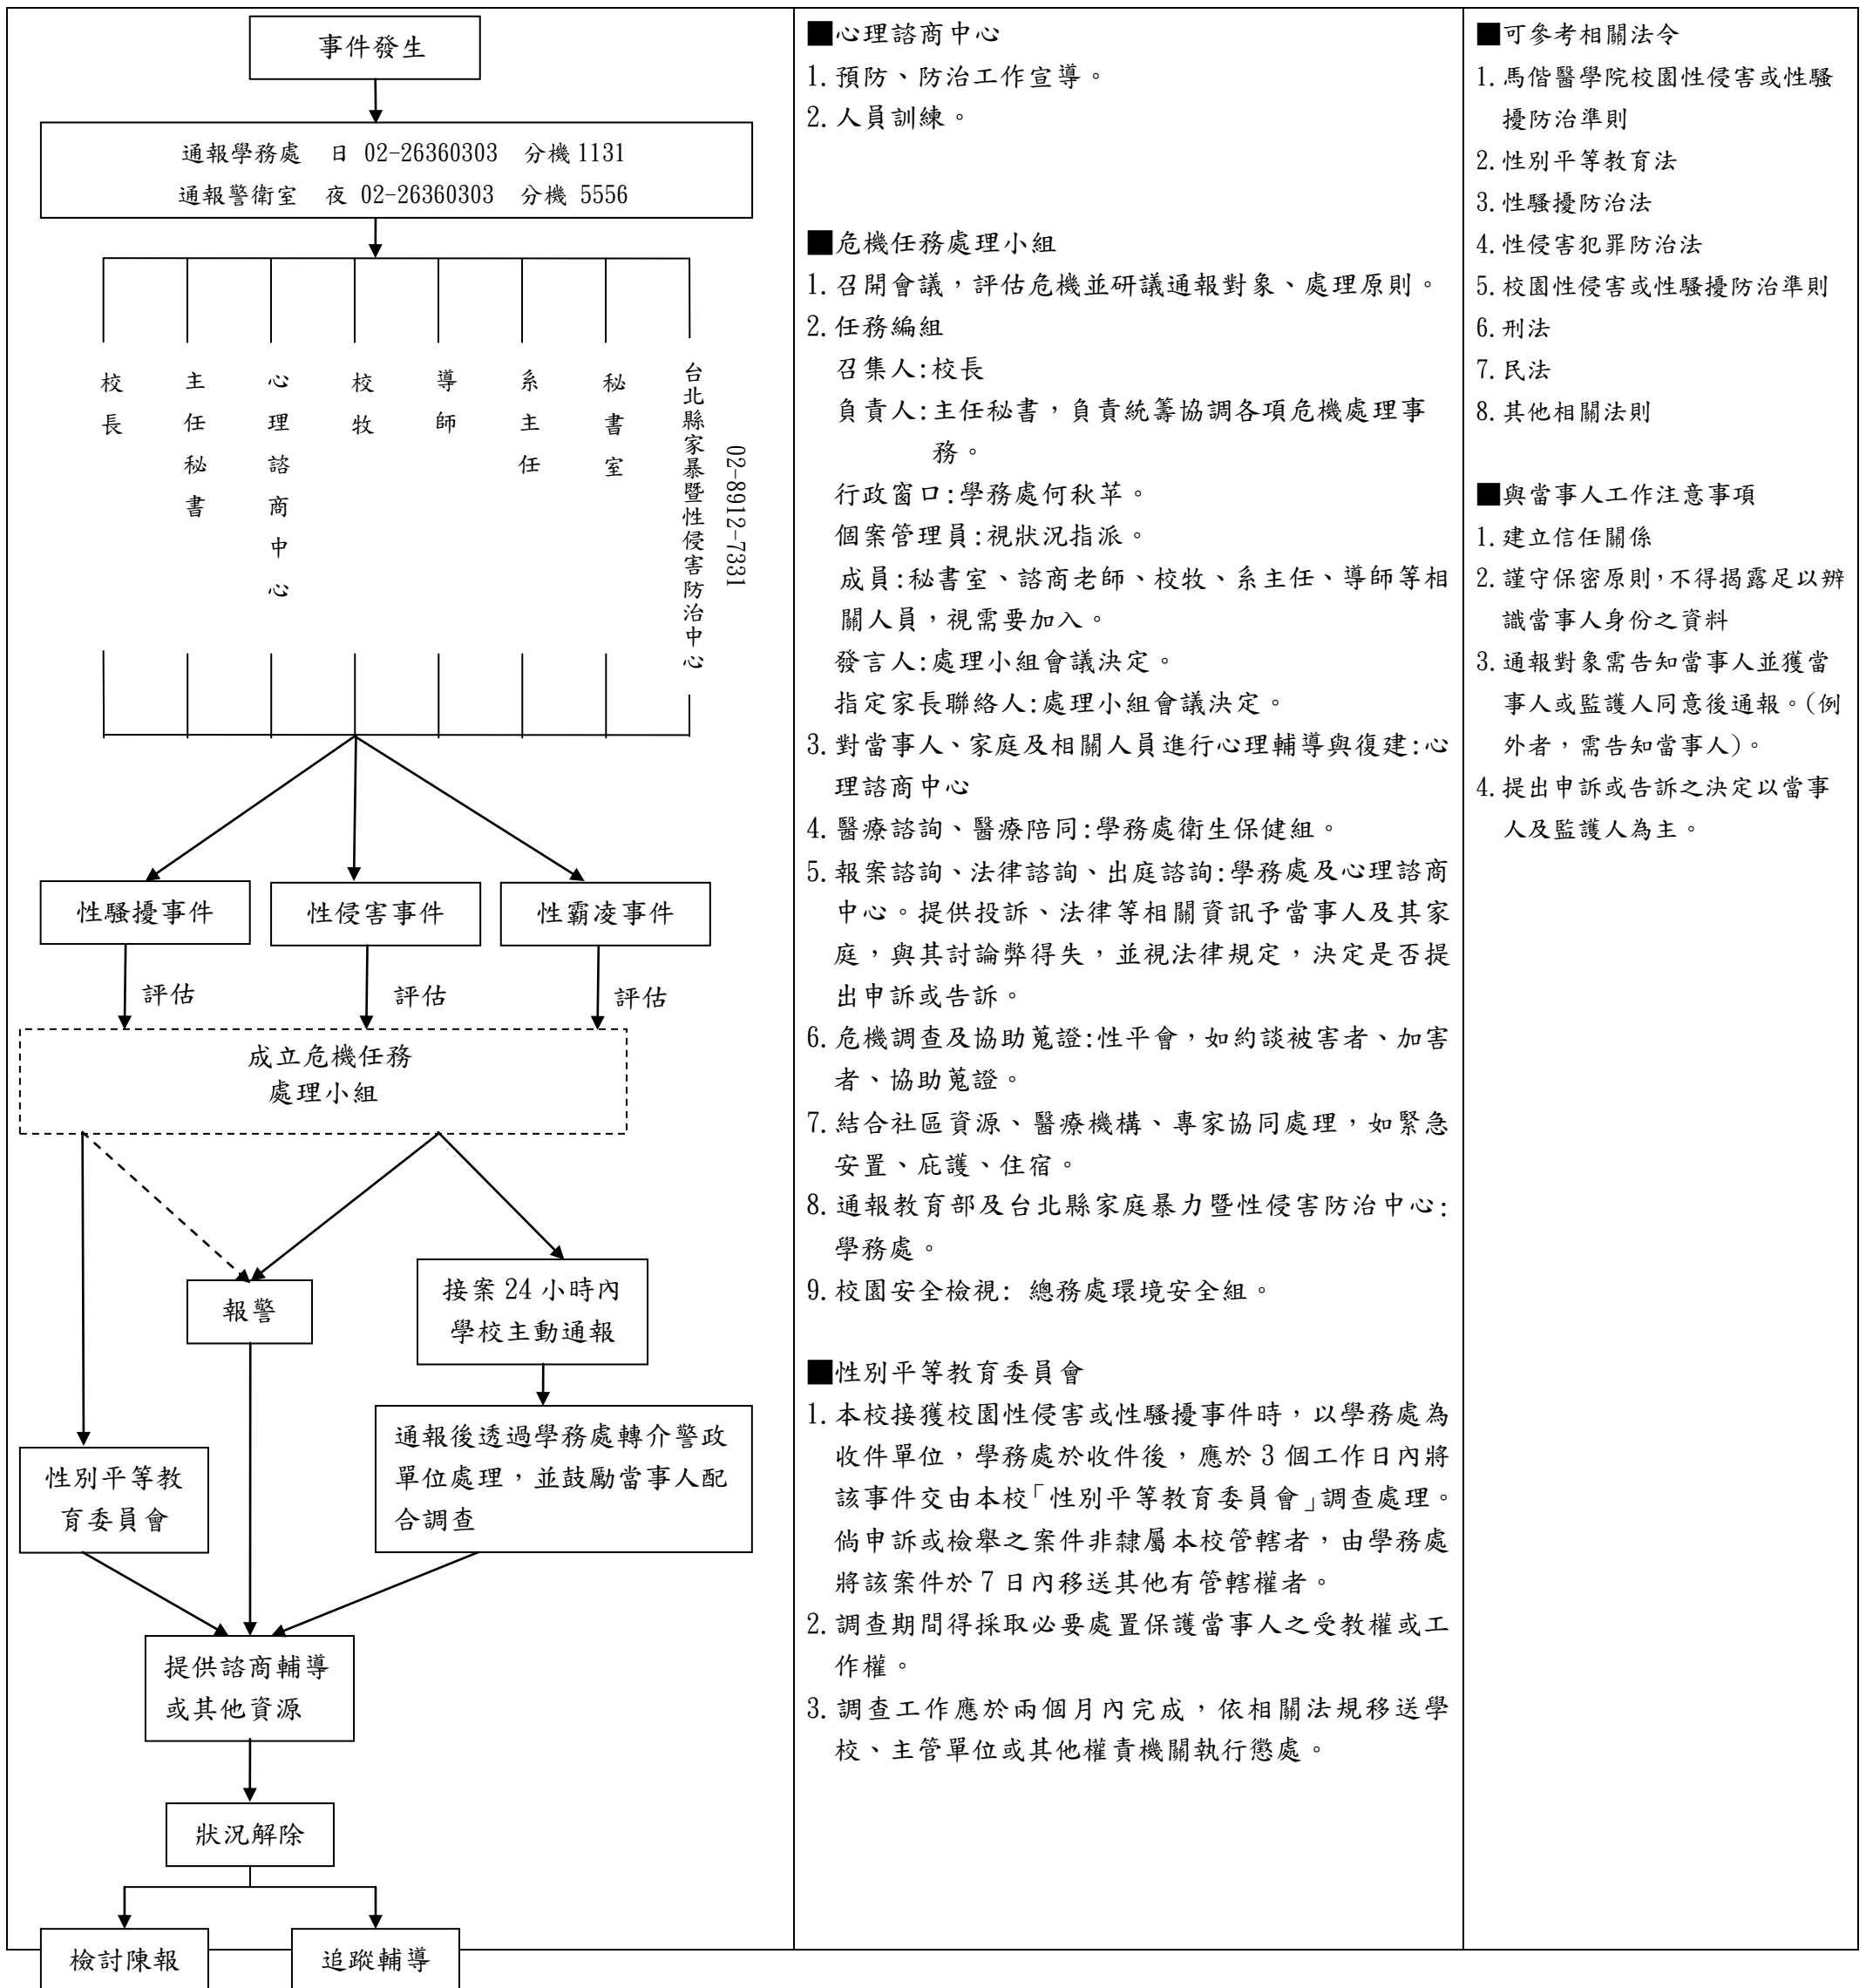 事件發生
通報學務處 日 02-26360303 分機 1131
通報警衛室 夜 02-26360303 分機 5556
校長
主任秘書
心理諮商中心
校牧
導師
系主任
秘書室
台北縣家暴暨性侵害防治中心
02-8912-7331
性騷擾事件
性侵害事件
性霸凌事件
評估
評估
評估
成立危機任務
處理小組
報警
接案 24 小時內
學校主動通報
性別平等教
育委員會
通報後透過學務處轉介警政
單位處理，並鼓勵當事人配
合調查
提供諮商輔導
或其他資源
狀況解除
檢討陳報
追蹤輔導
■心理諮商中心
1.預防、防治工作宣導。
2.人員訓練。
■危機任務處理小組
1.召開會議，評估危機並研議通報對象、處理原則。
2.任務編組
召集人:校長
負責人:主任秘書，負責統籌協調各項危機處理事
務。
行政窗口:學務處何秋苹。
個案管理員:視狀況指派。
成員:秘書室、諮商老師、校牧、系主任、導師等相
關人員，視需要加入。
發言人:處理小組會議決定。
指定家長聯絡人:處理小組會議決定。
3.對當事人、家庭及相關人員進行心理輔導與復建:心
理諮商中心
4.醫療諮詢、醫療陪同:學務處衛生保健組。
5.報案諮詢、法律諮詢、出庭諮詢:學務處及心理諮商
中心。提供投訴、法律等相關資訊予當事人及其家
庭，與其討論弊得失，並視法律規定，決定是否提
出申訴或告訴。
6.危機調查及協助蒐證:性平會，如約談被害者、加害
者、協助蒐證。
7.結合社區資源、醫療機構、專家協同處理，如緊急
安置、庇護、住宿。
8.通報教育部及台北縣家庭暴力暨性侵害防治中心:
學務處。
9.校園安全檢視: 總務處環境安全組。
■性別平等教育委員會
1.本校接獲校園性侵害或性騷擾事件時，以學務處為
收件單位，學務處於收件後，應於 3 個工作日內將
該事件交由本校「性別平等教育委員會」調查處理。
倘申訴或檢舉之案件非隸屬本校管轄者，由學務處
將該案件於 7 日內移送其他有管轄權者。
2.調查期間得採取必要處置保護當事人之受教權或工
作權。
3.調查工作應於兩個月內完成，依相關法規移送學
校、主管單位或其他權責機關執行懲處。
■可參考相關法令
1.馬偕醫學院校園性侵害或性騷
擾防治準則
2.性別平等教育法
3.性騷擾防治法
4.性侵害犯罪防治法
5.校園性侵害或性騷擾防治準則
6.刑法
7.民法
8.其他相關法則
■與當事人工作注意事項
1.建立信任關係
2.謹守保密原則，不得揭露足以辨
識當事人身份之資料
3.通報對象需告知當事人並獲當
事人或監護人同意後通報。(例
外者，需告知當事人)。
4.提出申訴或告訴之決定以當事
人及監護人為主。